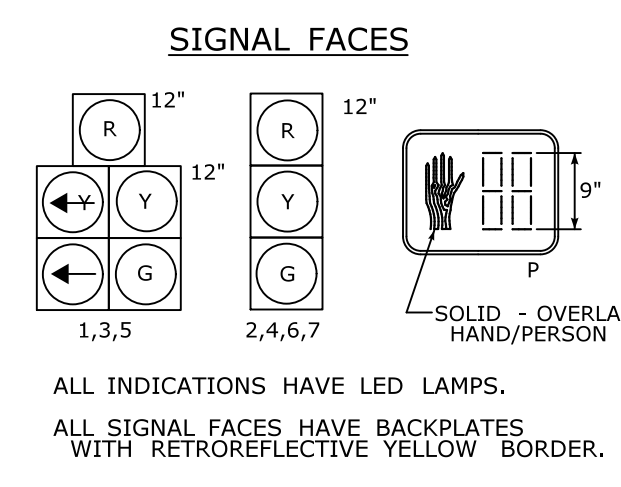 SIGNAL FACES
12"
R
12"
Y
Y
G
1,3,5
12"
R
Y
G
2,4,6,7
9"
P
SOLID - OVERLA
HAND/PERSON
ALL INDICATIONS HAVE LED LAMPS.
ALL SIGNAL FACES HAVE BACKPLATES
WITH RETROREFLECTIVE YELLOW BORDER.